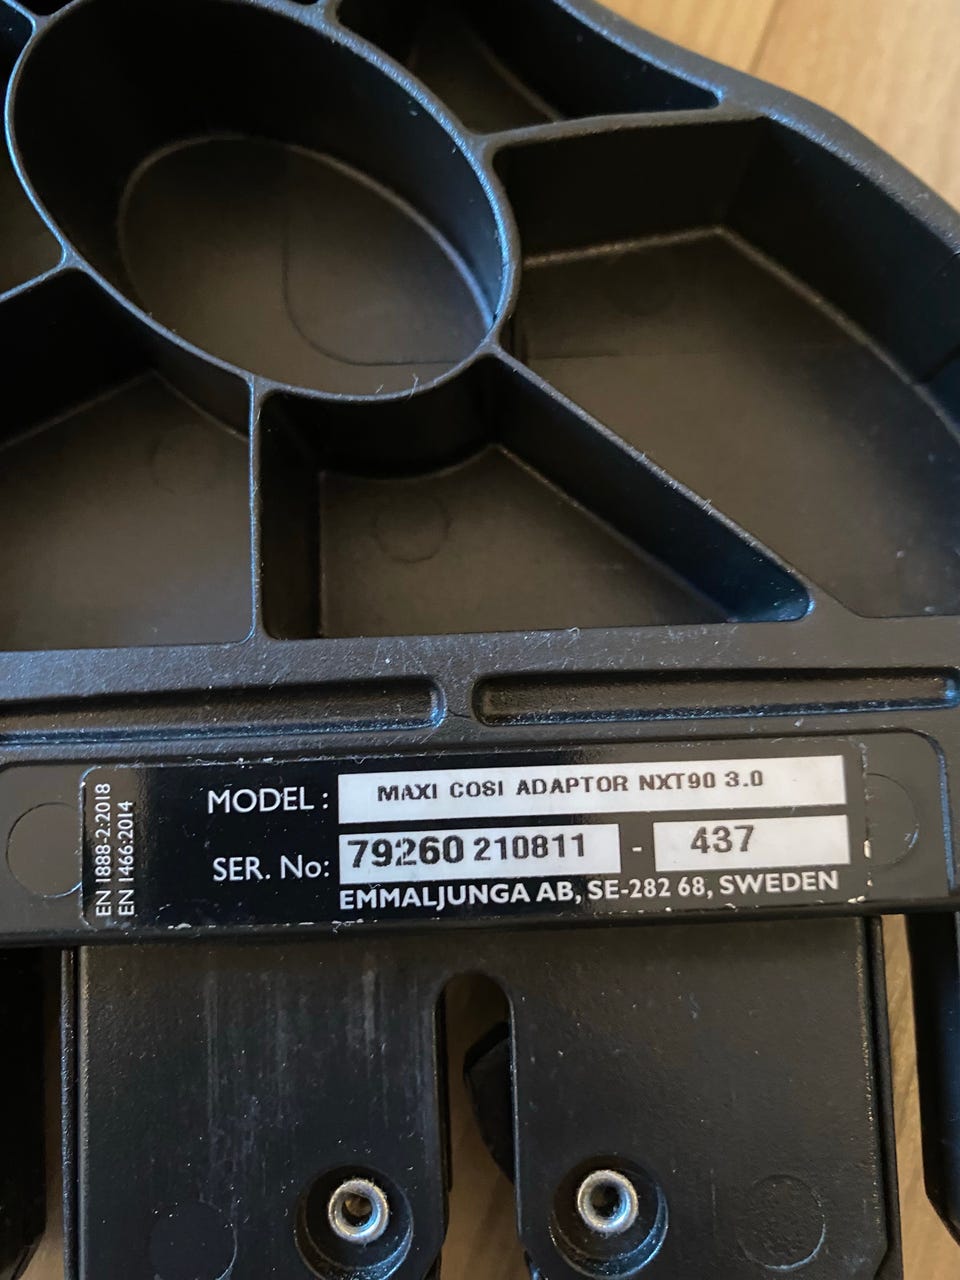 MODEL : MAXI COSI ADAPTOR NXT90 3.0
SER. No: 79260 210811 - 437
EMMALJUNGA AB, SE-282 68, SWEDEN
EN 1888-2:2018
EN 1466:2014